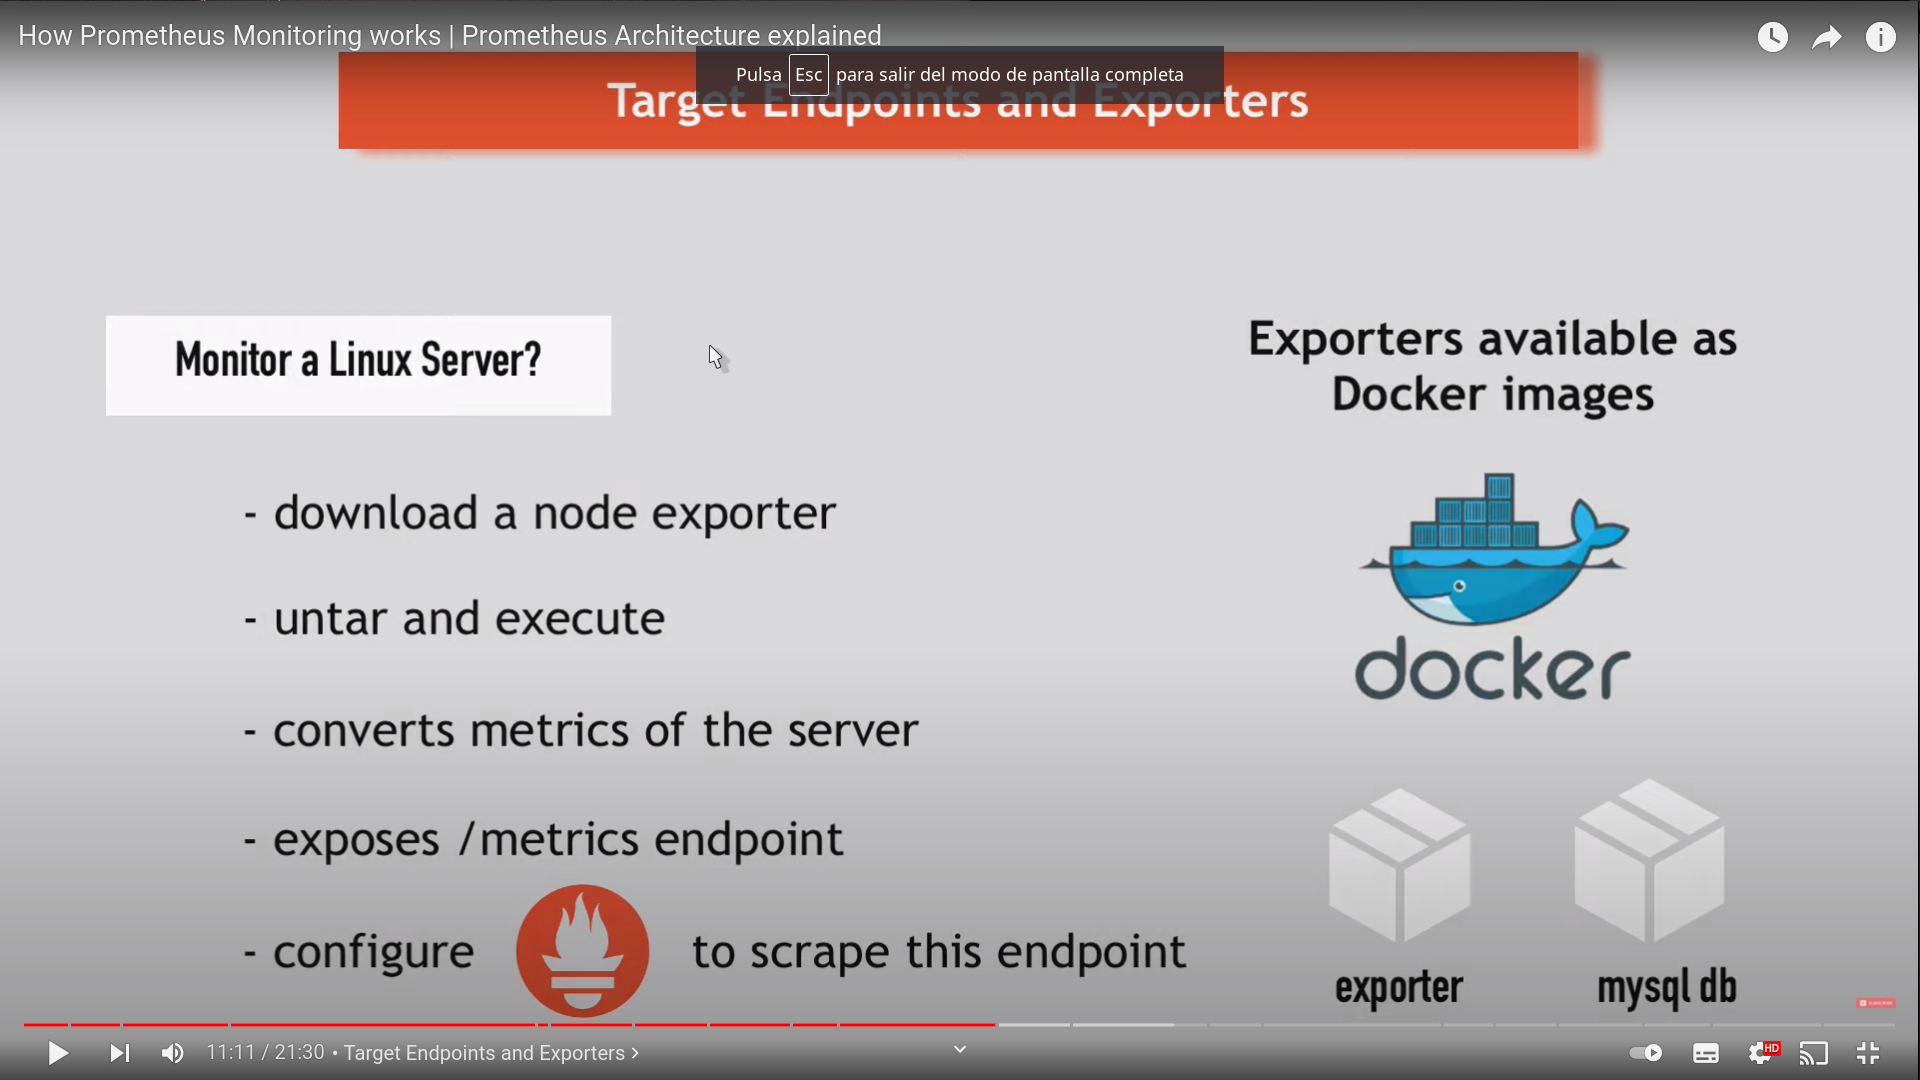 How Prometheus Monitoring works | Prometheus Architecture explained
Pulsa Esc para salir del modo de pantalla completa
Target Endpoints and Exporters
Monitor a Linux Server?
- download a node exporter
- untar and execute
- converts metrics of the server
- exposes /metrics endpoint
- configure to scrape this endpoint
Exporters available as
Docker images
docker
exporter
mysql db
SUBSCRIBE
11:11 / 21:30 • Target Endpoints and Exporters
HD